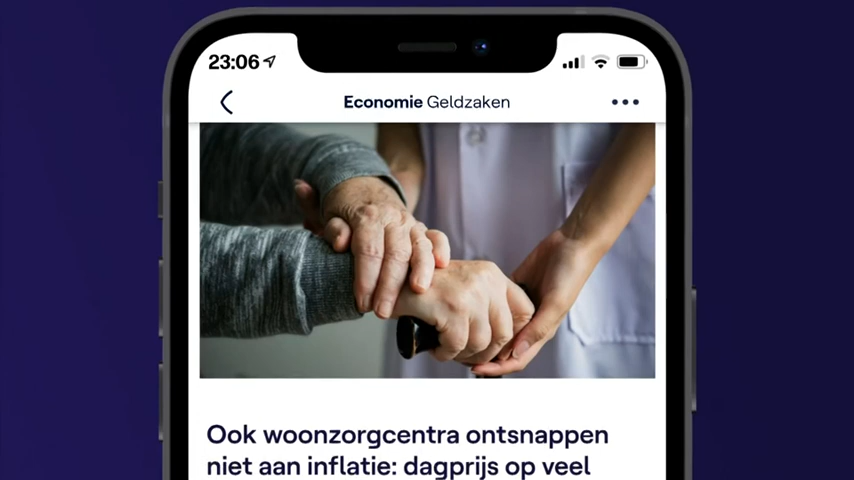 23:06
Economie Geldzaken
Ook woonzorgcentra ontsnappen
niet aan inflatie: dagprijs op veel